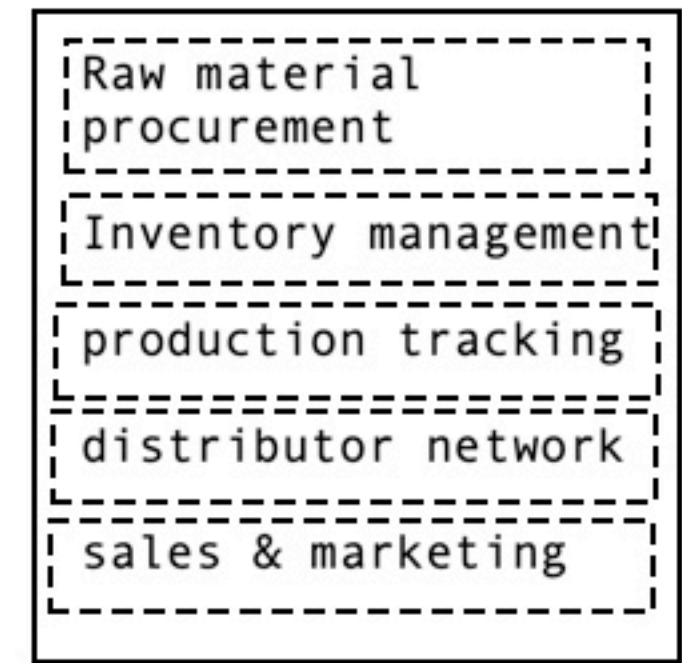 Raw material
procurement
Inventory management
production tracking
distributor network
sales & marketing